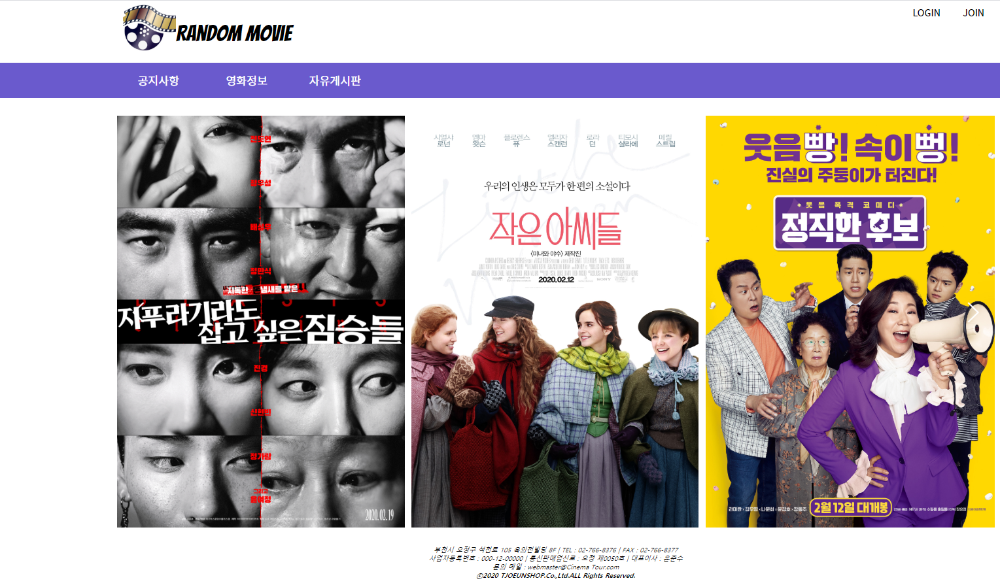 RANDOM MOVIE
LOGIN JOIN
공지사항 영화정보 자유게시판
전도연
정우성
배성우
정만식
"지독한 돈냄새를 맡은"
지푸라기라도
잡고 싶은 짐승들
진경
신현빈
정가람
그리고
윤여정
2020.02.19
시얼샤 로넌
엠마 왓슨
플로렌스 퓨
엘리자 스캔런
로라 던
티모시 샬라메
메릴 스트립
우리의 인생은 모두가 한 편의 소설이다
작은 아씨들
<미녀와 야수> 제작진
2020.02.12
웃음빵! 속이뻥!
진실의 주둥이가 터진다!
웃음 폭격 코미디
정직한 후보
라미란 × 김무열 × 나문희 × 윤경호 × 장동주
2월 12일 대개봉
부천시 오정구 석천로 105 육의전빌딩 8F | TEL : 02-766-8376 | FAX : 02-766-8377
사업자등록번호 : 000-12-00000 | 통신판매업신르 : 오정 제0050호 | 대표이사 : 윤준수
문의 메일 : webmaster@Cinema Tour.com
©2020 TJOEUNSHOP.Co.,Ltd.ALL Rights Reserved.